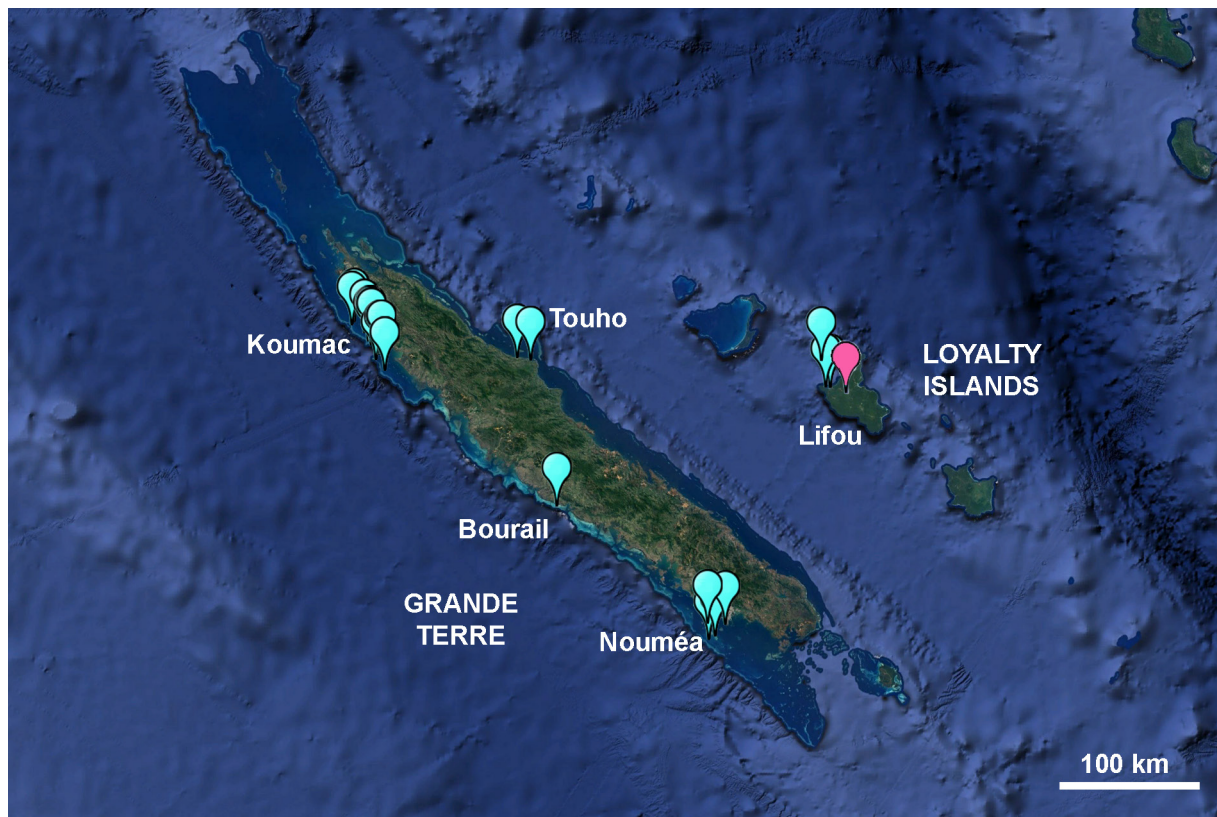 Touho
Koumac
LOYALTY
ISLANDS
Lifou
Bourail
GRANDE
TERRE
Nouméa
100 km